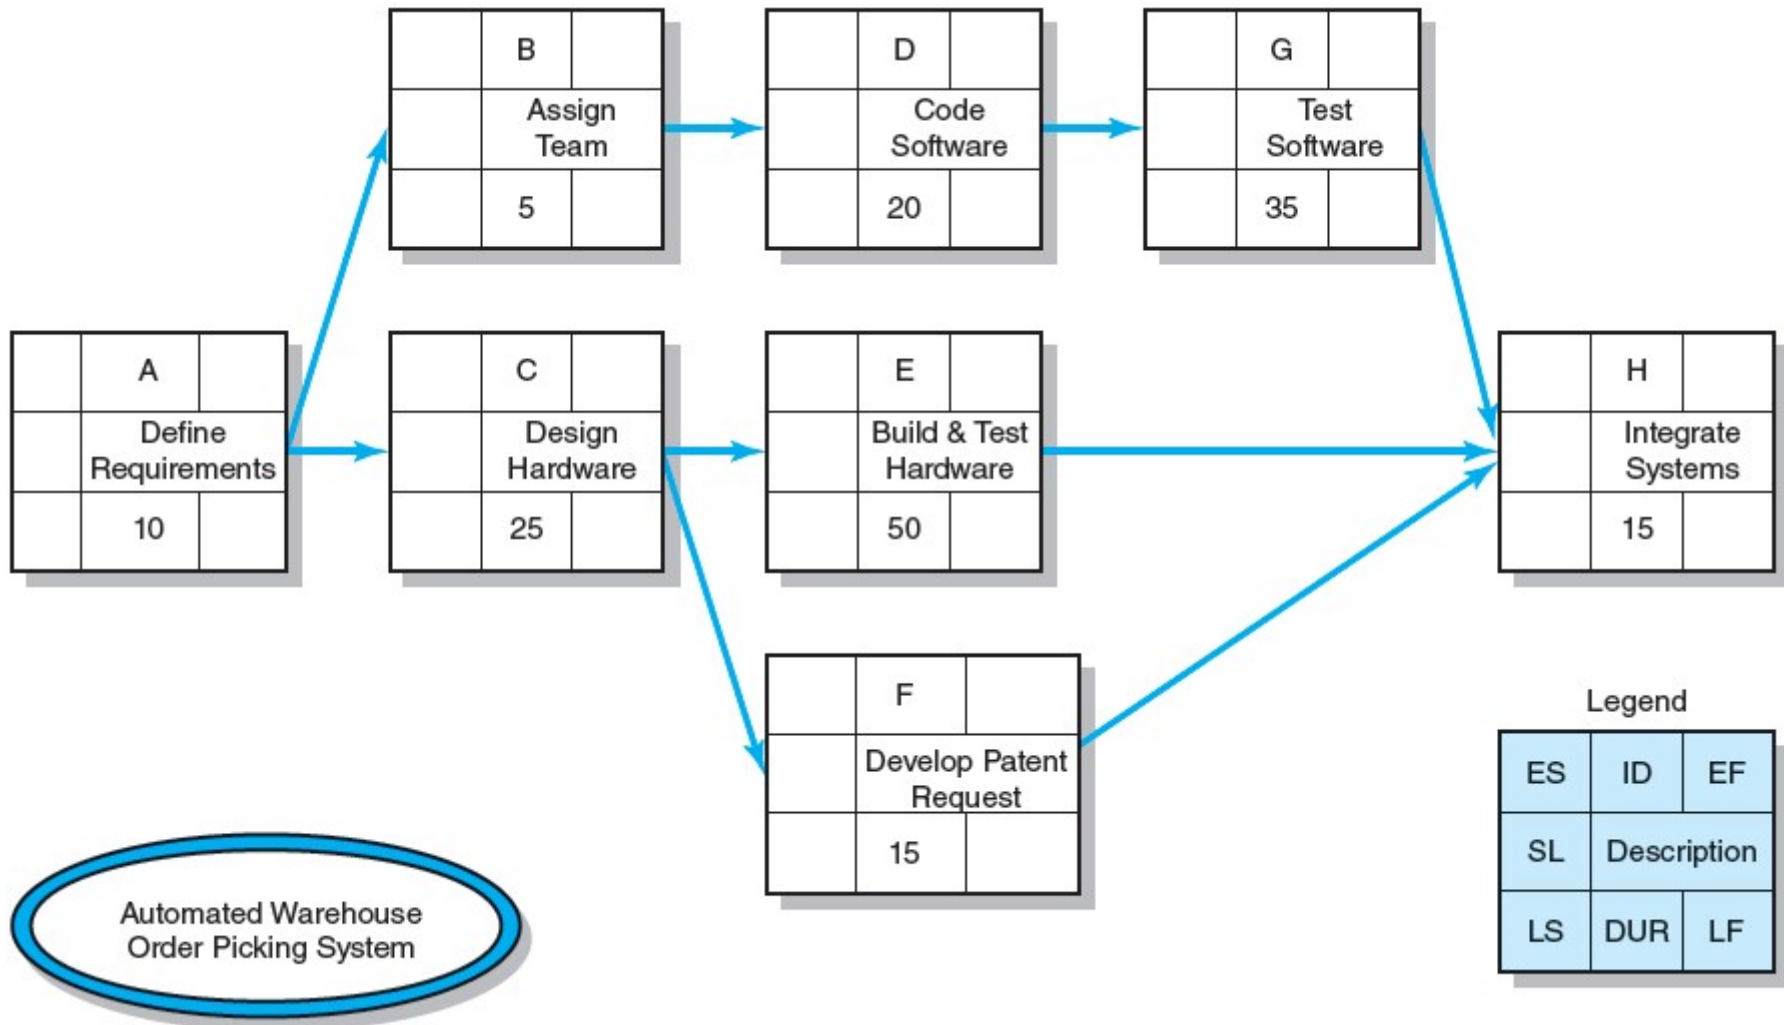 B
Assign
Team
5
D
Code
Software
20
G
Test
Software
35
A
Define
Requirements
10
C
Design
Hardware
25
E
Build & Test
Hardware
50
H
Integrate
Systems
15
F
Develop Patent
Request
15
Legend
ES ID EF
SL Description
LS DUR LF
Automated Warehouse
Order Picking System